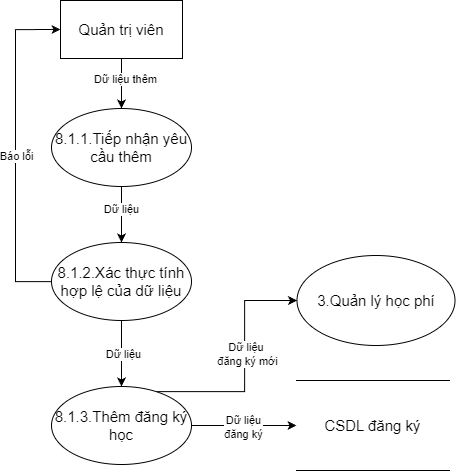 Quản trị viên
Dữ liệu thêm
8.1.1.Tiếp nhận yêu
cầu thêm
Báo lỗi
Dữ liệu
8.1.2.Xác thực tính
hợp lệ của dữ liệu
3.Quản lý học phí
Dữ liệu
Dữ liệu
đăng ký mới
8.1.3.Thêm đăng ký
học
Dữ liệu
đăng ký
CSDL đăng ký